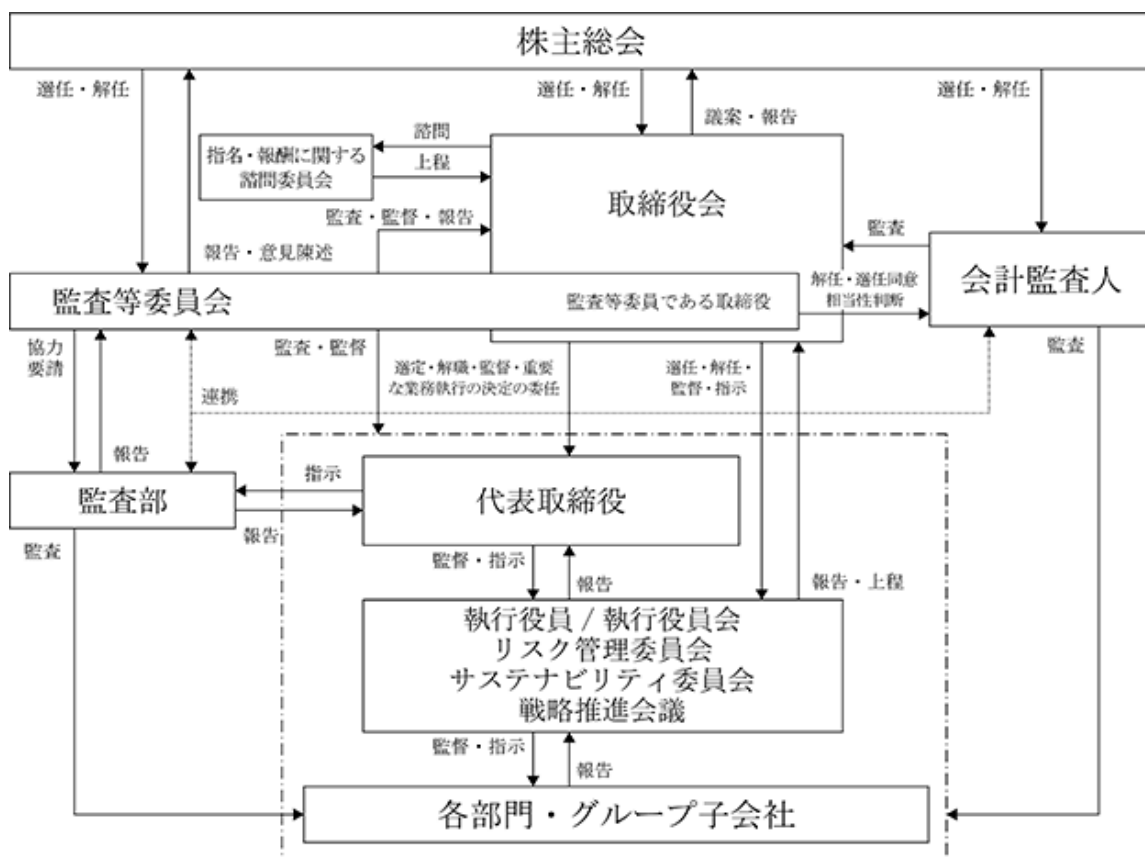 株主総会
選任・解任
選任・解任
選任・解任
議案・報告
諮問
指名・報酬に関する
諮問委員会
上程
取締役会
監査・監督・報告
監査
報告・意見陳述
会計監査人
監査等委員会
監査等委員である取締役
解任・選任同意
相当性判断
協力
要請
監査・監督
監査
選定・解職・監督・重要
な業務執行の決定の委任
選任・解任・
監督・指示
連携
報告
指示
監査部
代表取締役
報告
監査
監督・指示
報告
報告・上程
執行役員 / 執行役員会
リスク管理委員会
サステナビリティ委員会
戦略推進会議
監督・指示
報告
各部門・グループ子会社